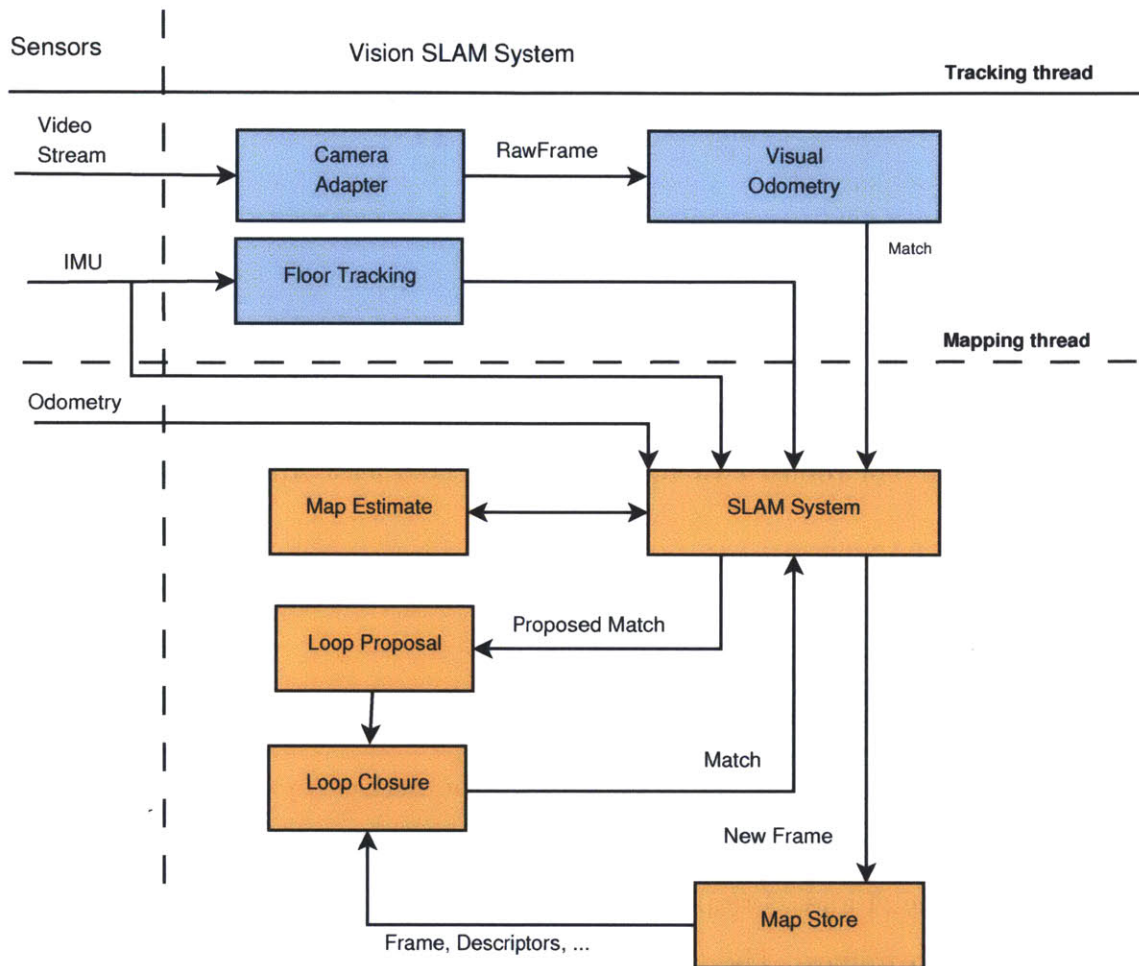 Sensors
Vision SLAM System
Tracking thread
Video
Stream
Camera
Adapter
RawFrame
Visual
Odometry
Match
IMU
Floor Tracking
Mapping thread
Odometry
Map Estimate
SLAM System
Proposed Match
Loop Proposal
Loop Closure
Match
New Frame
Map Store
Frame, Descriptors, ...